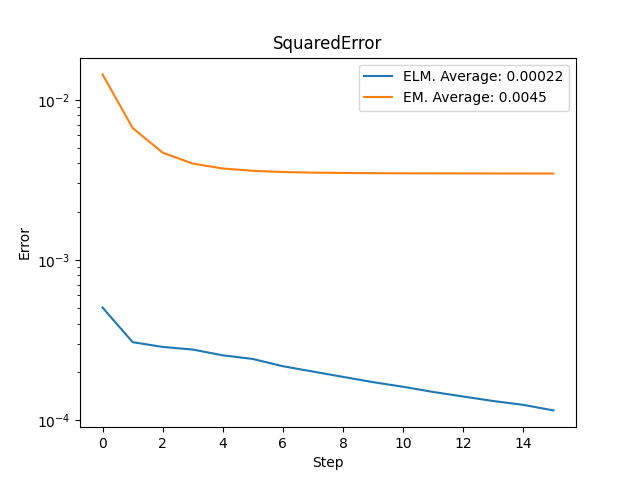 SquaredError
ELM. Average: 0.00022
EM. Average: 0.0045
Error
10⁻²
10⁻³
10⁻⁴
0 2 4 6 8 10 12 14
Step